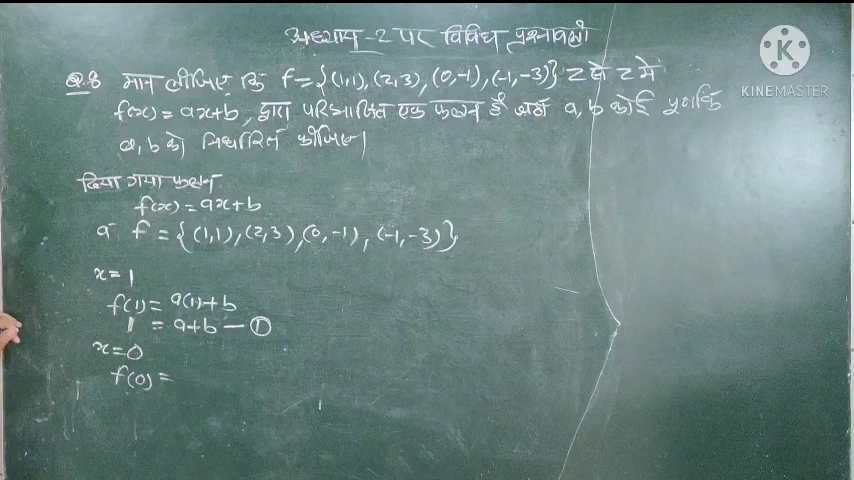 अध्याय-2 पर विविध प्रश्नावली
Q.8 मान लीजिए कि f = {(1,1), (2,3), (0,-1), (-1,-3)} Z से Z में
f(x) = ax+b, द्वारा परिभाषित एक फलन है जहाँ a, b कोई पूर्णांक
a, b को निर्धारित कीजिए।
दिया गया फलन
f(x) = ax+b
व f = {(1,1), (2,3), (0,-1), (-1,-3)}
x = 1
f(1) = a(1)+b
1 = a+b — ①
x=0
f(0) =
K
KINEMASTER